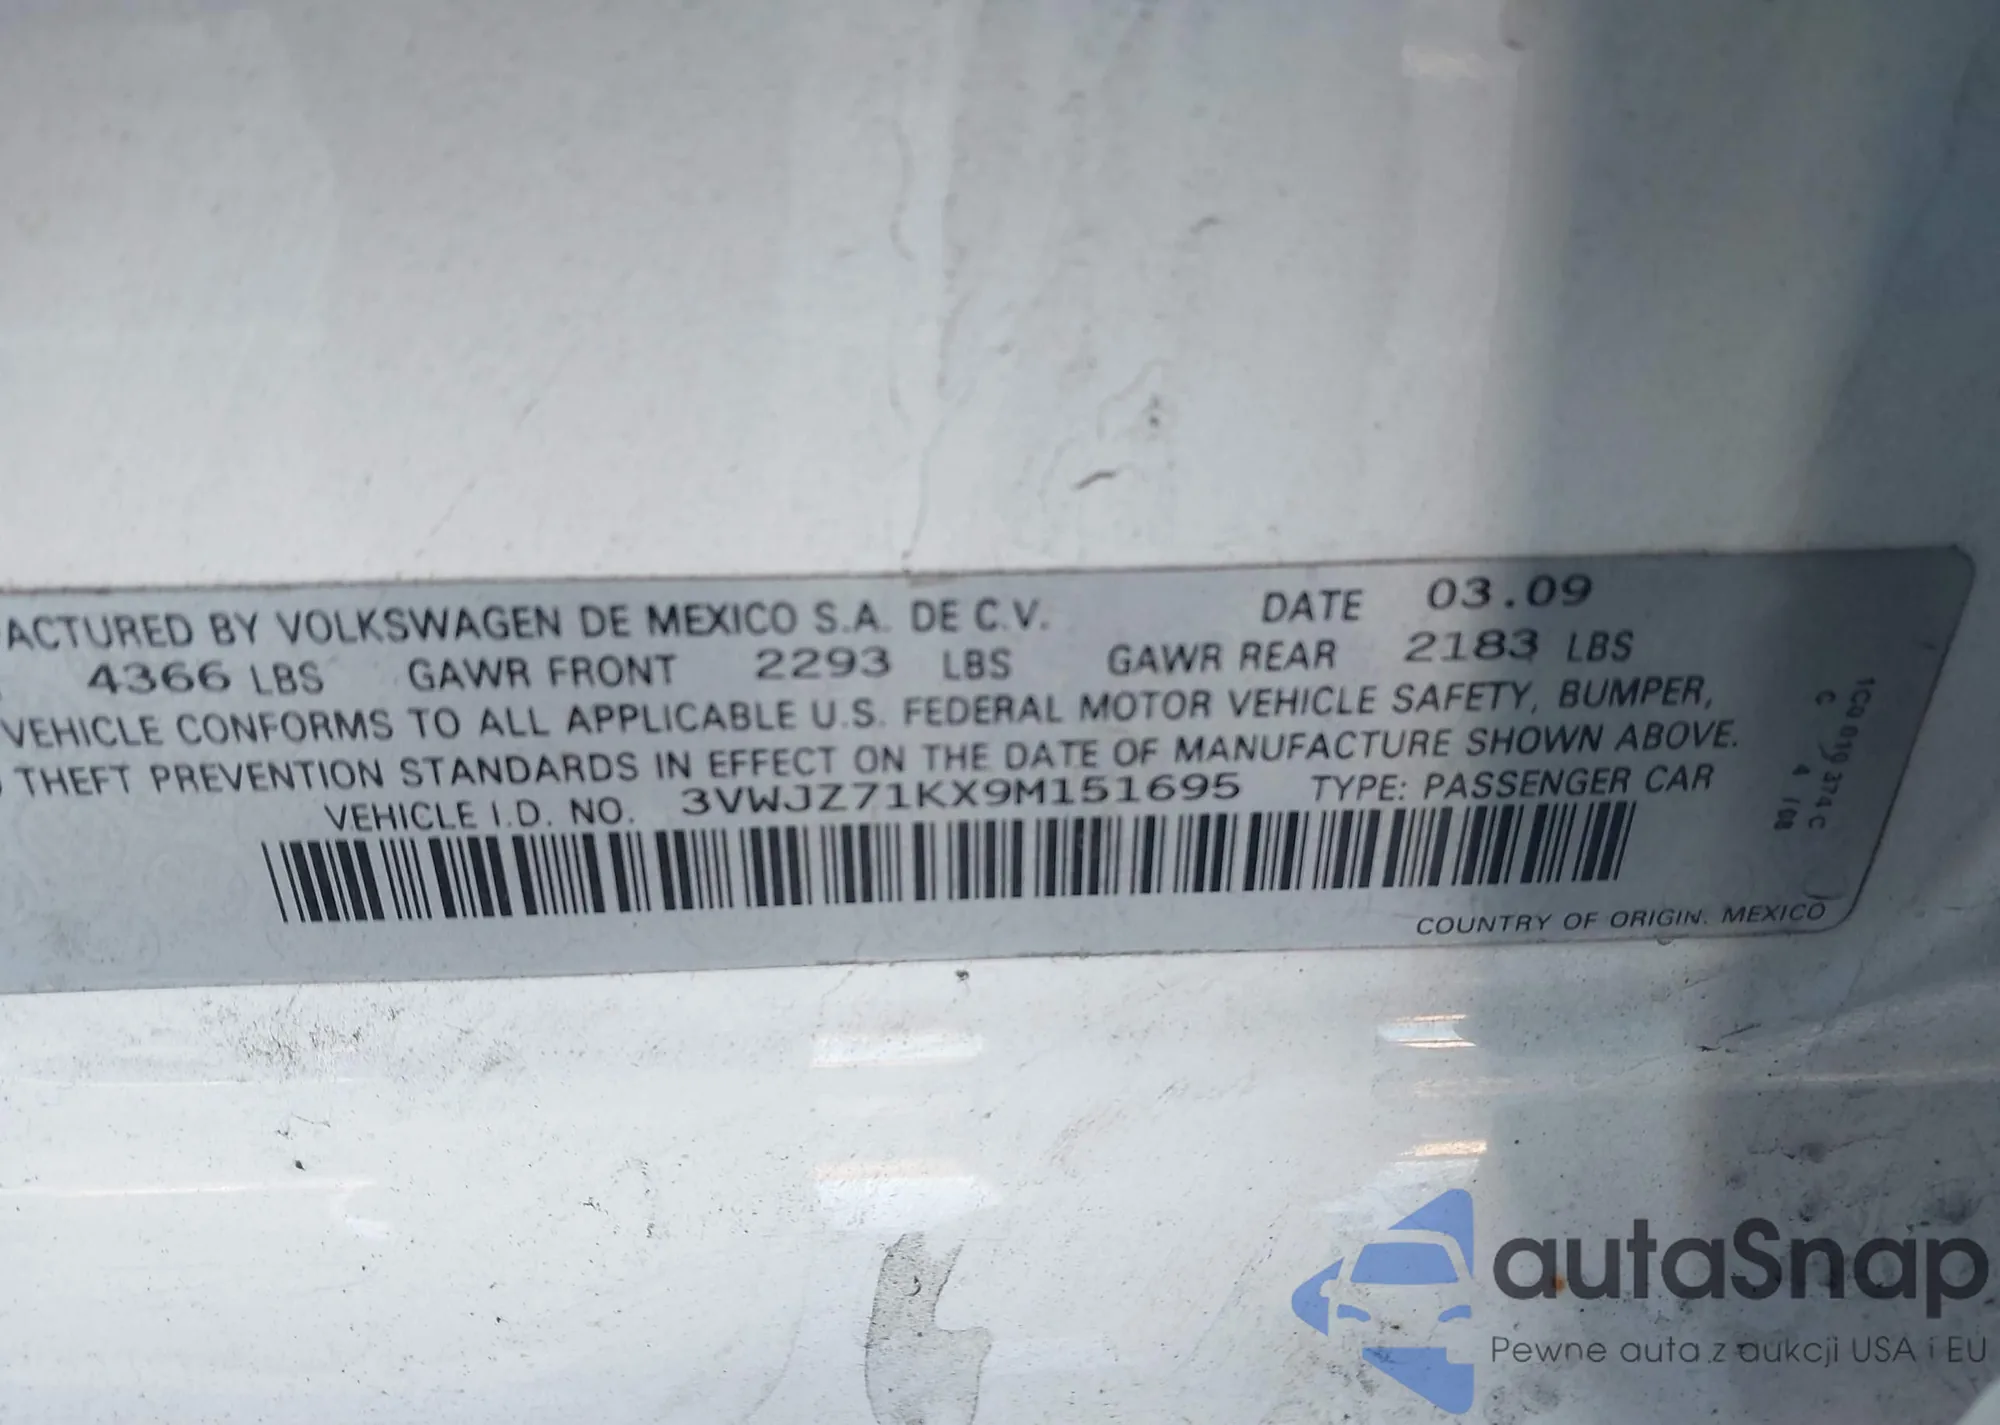 ACTURED BY VOLKSWAGEN DE MEXICO S.A. DE C.V. DATE 03.09
4366 LBS GAWR FRONT 2293 LBS GAWR REAR 2183 LBS
VEHICLE CONFORMS TO ALL APPLICABLE U.S. FEDERAL MOTOR VEHICLE SAFETY, BUMPER,
THEFT PREVENTION STANDARDS IN EFFECT ON THE DATE OF MANUFACTURE SHOWN ABOVE.
VEHICLE I.D. NO. 3VWJZ71KX9M151695 TYPE: PASSENGER CAR
COUNTRY OF ORIGIN. MEXICO
1C0 010 374 C
autaSnap
Pewne auta z aukcji USA i EU